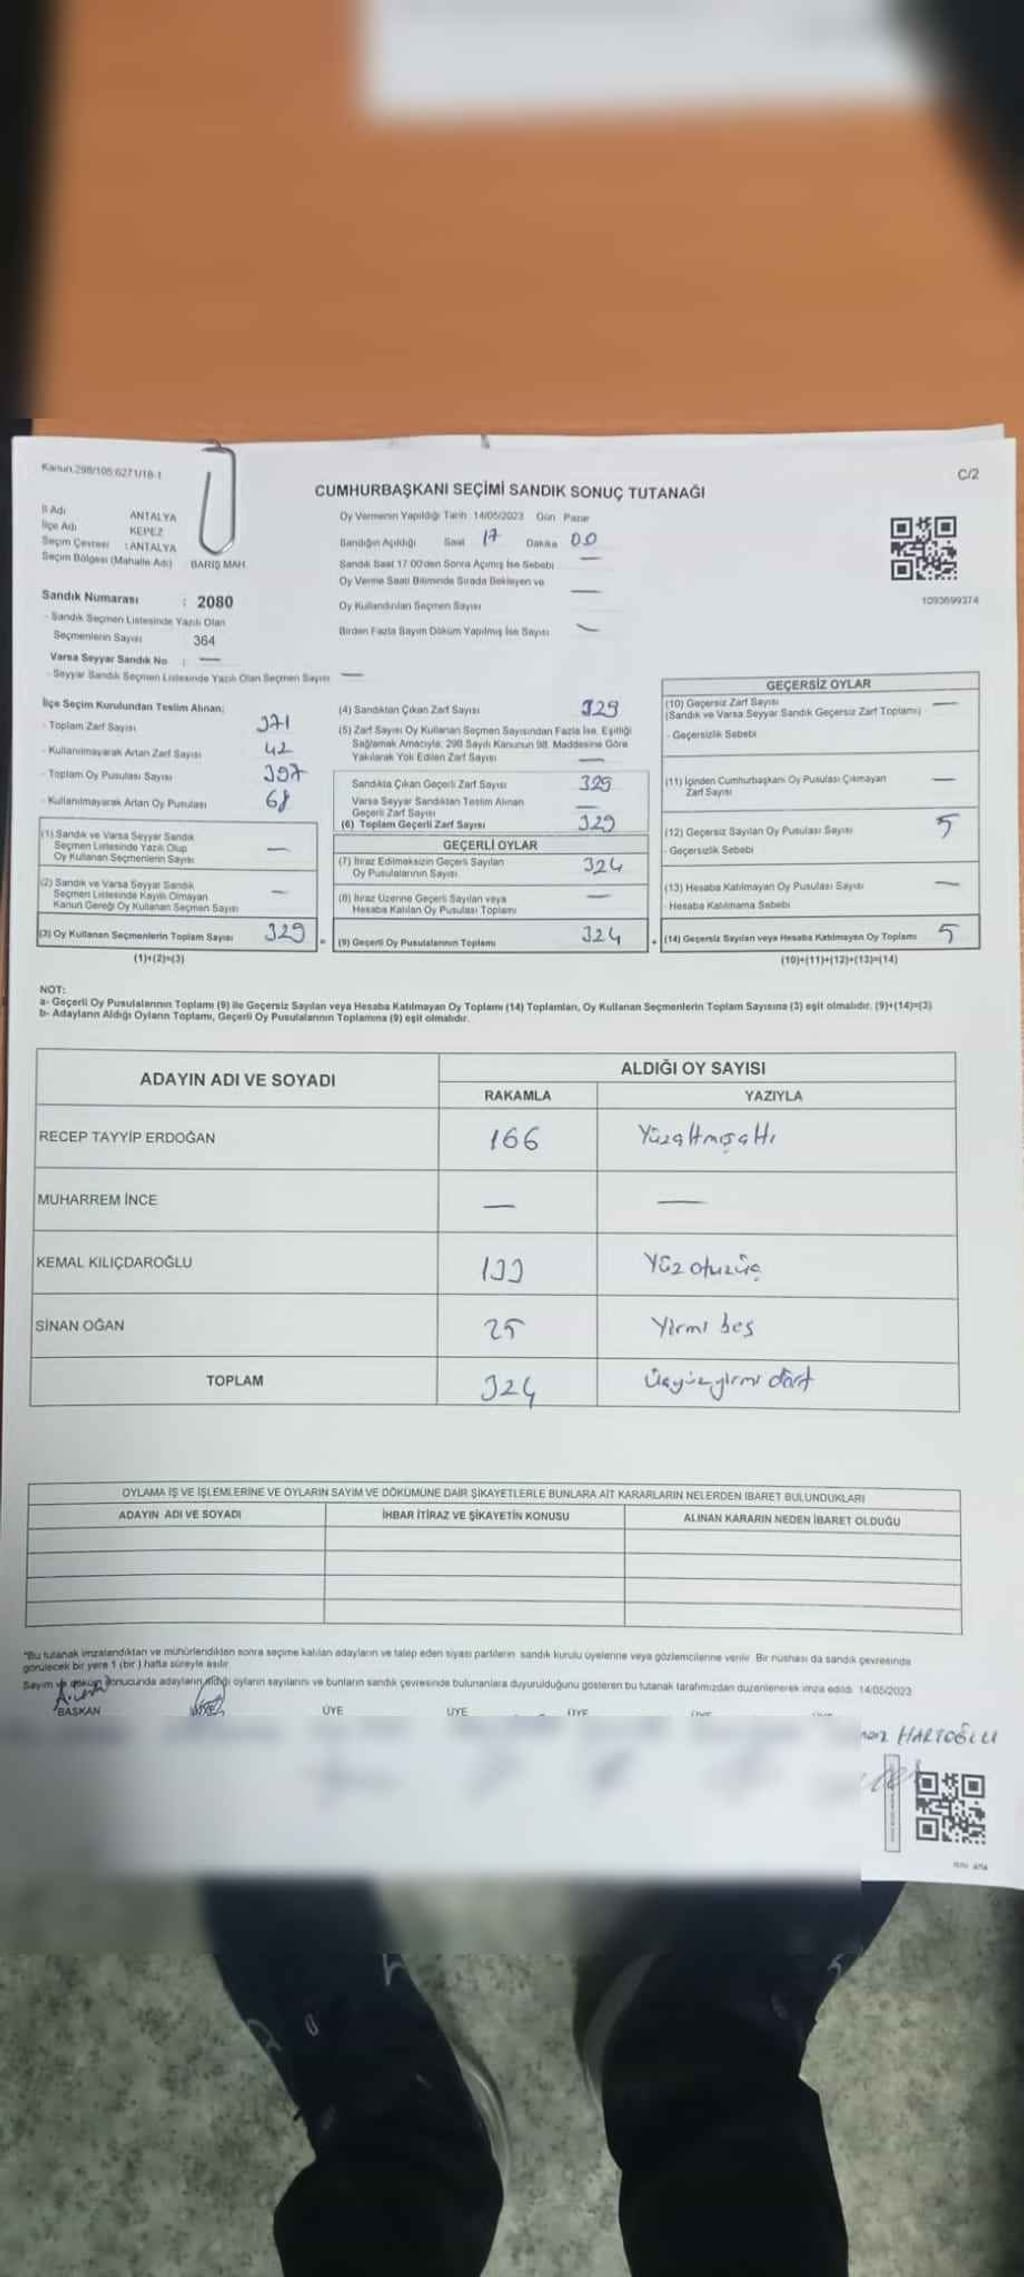 Kanun.298/105;6271/18-1
C/2
CUMHURBAŞKANI SEÇİMİ SANDIK SONUÇ TUTANAĞI
İl Adı ANTALYA
İlçe Adı KEPEZ
Seçim Çevresi : ANTALYA
Seçim Bölgesi (Mahalle Adı) BARIŞ MAH.
Sandık Numarası : 2080
- Sandık Seçmen Listesinde Yazılı Olan
Seçmenlerin Sayısı 364
Varsa Seyyar Sandık No : —
- Seyyar Sandık Seçmen Listesinde Yazılı Olan Seçmen Sayısı —
Oy Vermenin Yapıldığı Tarih 14/05/2023 Gün Pazar
Sandığın Açıldığı Saat 17 Dakika 00
Sandık Saat 17:00'den Sonra Açılmış İse Sebebi —
Oy Verme Saati Bitiminde Sırada Bekleyen ve
Oy Kullandırılan Seçmen Sayısı —
Birden Fazla Sayım Döküm Yapılmış İse Sayısı —
1093699374
İlçe Seçim Kurulundan Teslim Alınan:
- Toplam Zarf Sayısı 371
- Kullanılmayarak Artan Zarf Sayısı 42
- Toplam Oy Pusulası Sayısı 397
- Kullanılmayarak Artan Oy Pusulası 68
(1) Sandık ve Varsa Seyyar Sandık
Seçmen Listesinde Yazılı Olup
Oy Kullanan Seçmenlerin Sayısı —
(2) Sandık ve Varsa Seyyar Sandık
Seçmen Listesinde Kayıtlı Olmayan
Kanun Gereği Oy Kullanan Seçmen Sayısı —
(3) Oy Kullanan Seçmenlerin Toplam Sayısı 329 =
(1)+(2)=(3)
(4) Sandıktan Çıkan Zarf Sayısı 329
(5) Zarf Sayısı Oy Kullanan Seçmen Sayısından Fazla İse, Eşitliği
Sağlamak Amacıyla; 298 Sayılı Kanunun 98. Maddesine Göre
Yakılarak Yok Edilen Zarf Sayısı —
Sandıkta Çıkan Geçerli Zarf Sayısı 329
Varsa Seyyar Sandıktan Teslim Alınan
Geçerli Zarf Sayısı —
(6) Toplam Geçerli Zarf Sayısı 329
GEÇERLİ OYLAR
(7) İtiraz Edilmeksizin Geçerli Sayılan
Oy Pusulalarının Sayısı 324
(8) İtiraz Üzerine Geçerli Sayılan veya
Hesaba Katılan Oy Pusulası Toplamı —
(9) Geçerli Oy Pusulalarının Toplamı 324 +
GEÇERSİZ OYLAR
(10) Geçersiz Zarf Sayısı
(Sandık ve Varsa Seyyar Sandık Geçersiz Zarf Toplamı) —
- Geçersizlik Sebebi
(11) İçinden Cumhurbaşkanı Oy Pusulası Çıkmayan
Zarf Sayısı —
(12) Geçersiz Sayılan Oy Pusulası Sayısı 5
- Geçersizlik Sebebi
(13) Hesaba Katılmayan Oy Pusulası Sayısı —
- Hesaba Katılmama Sebebi
(14) Geçersiz Sayılan veya Hesaba Katılmayan Oy Toplamı 5
(10)+(11)+(12)+(13)=(14)
NOT:
a- Geçerli Oy Pusulalarının Toplamı (9) ile Geçersiz Sayılan veya Hesaba Katılmayan Oy Toplamı (14) Toplamları, Oy Kullanan Seçmenlerin Toplam Sayısına (3) eşit olmalıdır. (9)+(14)=(3)
b- Adayların Aldığı Oyların Toplamı, Geçerli Oy Pusulalarının Toplamına (9) eşit olmalıdır.
ADAYIN ADI VE SOYADI ALDIĞI OY SAYISI
RAKAMLA YAZIYLA
RECEP TAYYİP ERDOĞAN 166 Yüzaltmışaltı
MUHARREM İNCE — —
KEMAL KILIÇDAROĞLU 133 Yüz otuzüç
SİNAN OĞAN 25 Yirmi beş
TOPLAM 324 Üçyüzyirmi dört
OYLAMA İŞ VE İŞLEMLERİNE VE OYLARIN SAYIM VE DÖKÜMÜNE DAİR ŞİKAYETLERLE BUNLARA AİT KARARLARIN NELERDEN İBARET BULUNDUKLARI
ADAYIN ADI VE SOYADI İHBAR İTİRAZ VE ŞİKAYETİN KONUSU ALINAN KARARIN NEDEN İBARET OLDUĞU
*Bu tutanak imzalandıktan ve mühürlendikten sonra seçime katılan adayların ve talep eden siyasi partilerin sandık kurulu üyelerine veya gözlemcilerine verilir. Bir nüshası da sandık çevresinde
görülecek bir yere 1 (bir) hafta süreyle asılır.
Sayım ve döküm sonucunda adayların aldığı oyların sayılarını ve bunların sandık çevresinde bulunanlara duyurulduğunu gösteren bu tutanak tarafımızdan düzenlenerek imza edildi. 14/05/2023
BAŞKAN ÜYE ÜYE ÜYE
HARTOĞLU